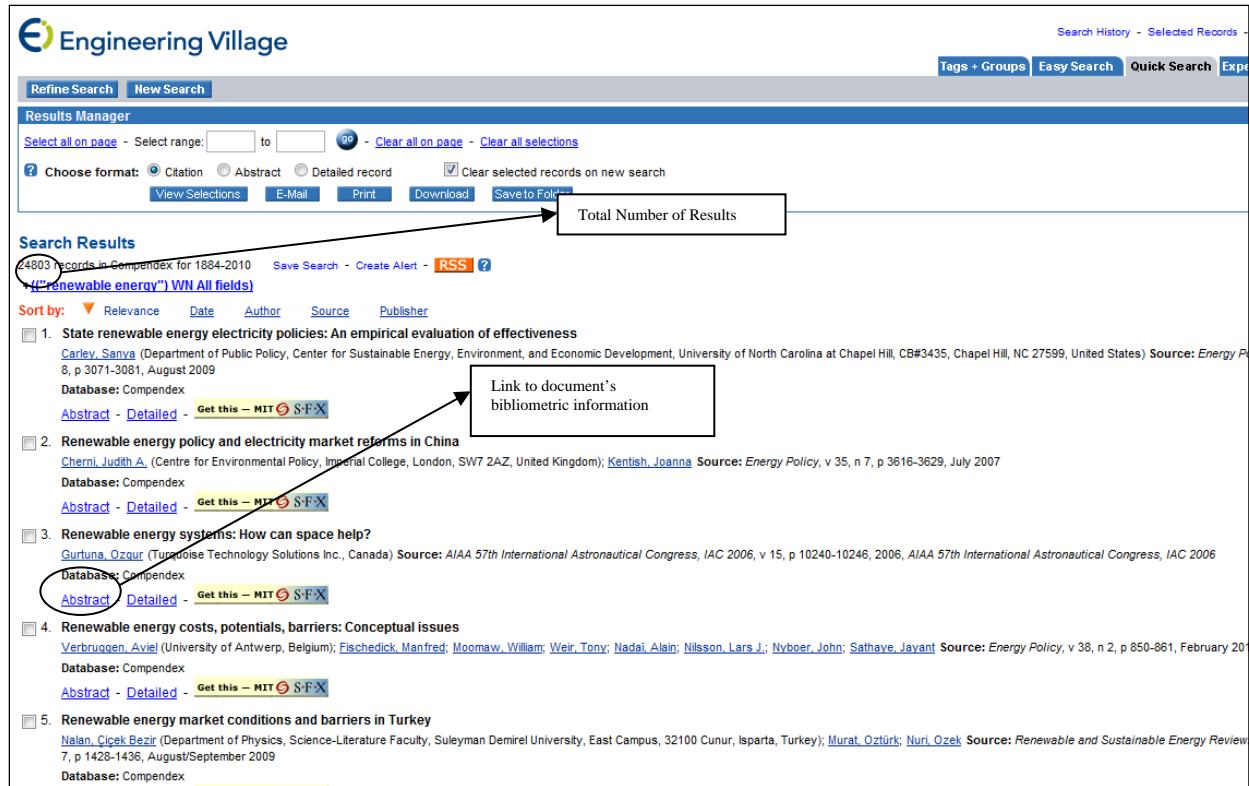 Engineering Village
Search History - Selected Records -
Tags + Groups Easy Search Quick Search Expe
Refine Search New Search
Results Manager
Select all on page - Select range: to go - Clear all on page - Clear all selections
? Choose format: Citation Abstract Detailed record Clear selected records on new search
View Selections E-Mail Print Download Save to Folder
Total Number of Results
Search Results
24803 records in Compendex for 1884-2010 Save Search - Create Alert - RSS ?
+(("renewable energy") WN All fields)
Sort by: Relevance Date Author Source Publisher
1. State renewable energy electricity policies: An empirical evaluation of effectiveness
Carley, Sanya (Department of Public Policy, Center for Sustainable Energy, Environment, and Economic Development, University of North Carolina at Chapel Hill, CB#3435, Chapel Hill, NC 27599, United States) Source: Energy Po
8, p 3071-3081, August 2009
Database: Compendex
Link to document's
bibliometric information
Abstract - Detailed - Get this – MIT S·F·X
2. Renewable energy policy and electricity market reforms in China
Cherni, Judith A. (Centre for Environmental Policy, Imperial College, London, SW7 2AZ, United Kingdom); Kentish, Joanna Source: Energy Policy, v 35, n 7, p 3616-3629, July 2007
Database: Compendex
Abstract - Detailed - Get this – MIT S·F·X
3. Renewable energy systems: How can space help?
Gurtuna, Ozgur (Turquoise Technology Solutions Inc., Canada) Source: AIAA 57th International Astronautical Congress, IAC 2006, v 15, p 10240-10246, 2006, AIAA 57th International Astronautical Congress, IAC 2006
Database: Compendex
Abstract - Detailed - Get this – MIT S·F·X
4. Renewable energy costs, potentials, barriers: Conceptual issues
Verbruggen, Aviel (University of Antwerp, Belgium); Fischedick, Manfred; Moomaw, William; Weir, Tony; Nadaï, Alain; Nilsson, Lars J.; Nyboer, John; Sathaye, Jayant Source: Energy Policy, v 38, n 2, p 850-861, February 201
Database: Compendex
Abstract - Detailed - Get this – MIT S·F·X
5. Renewable energy market conditions and barriers in Turkey
Nalan, Çiçek Bezir (Department of Physics, Science-Literature Faculty, Suleyman Demirel University, East Campus, 32100 Cunur, Isparta, Turkey); Murat, Oztürk; Nuri, Ozek Source: Renewable and Sustainable Energy Review
7, p 1428-1436, August/September 2009
Database: Compendex